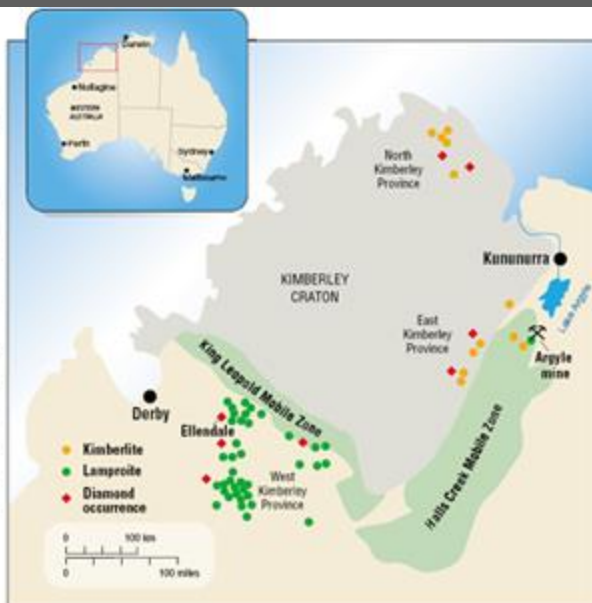 Darwin
Nullagine
WESTERN
AUSTRALIA
Perth
Sydney
Melbourne
North
Kimberley
Province
Kununurra
KIMBERLEY
CRATON
Lake Argyle
East
Kimberley
Province
Argyle
mine
King Leopold Mobile Zone
Halls Creek Mobile Zone
Derby
Ellendale
West
Kimberley
Province
Kimberlite
Lamproite
Diamond
occurrence
0 100 km
0 100 miles